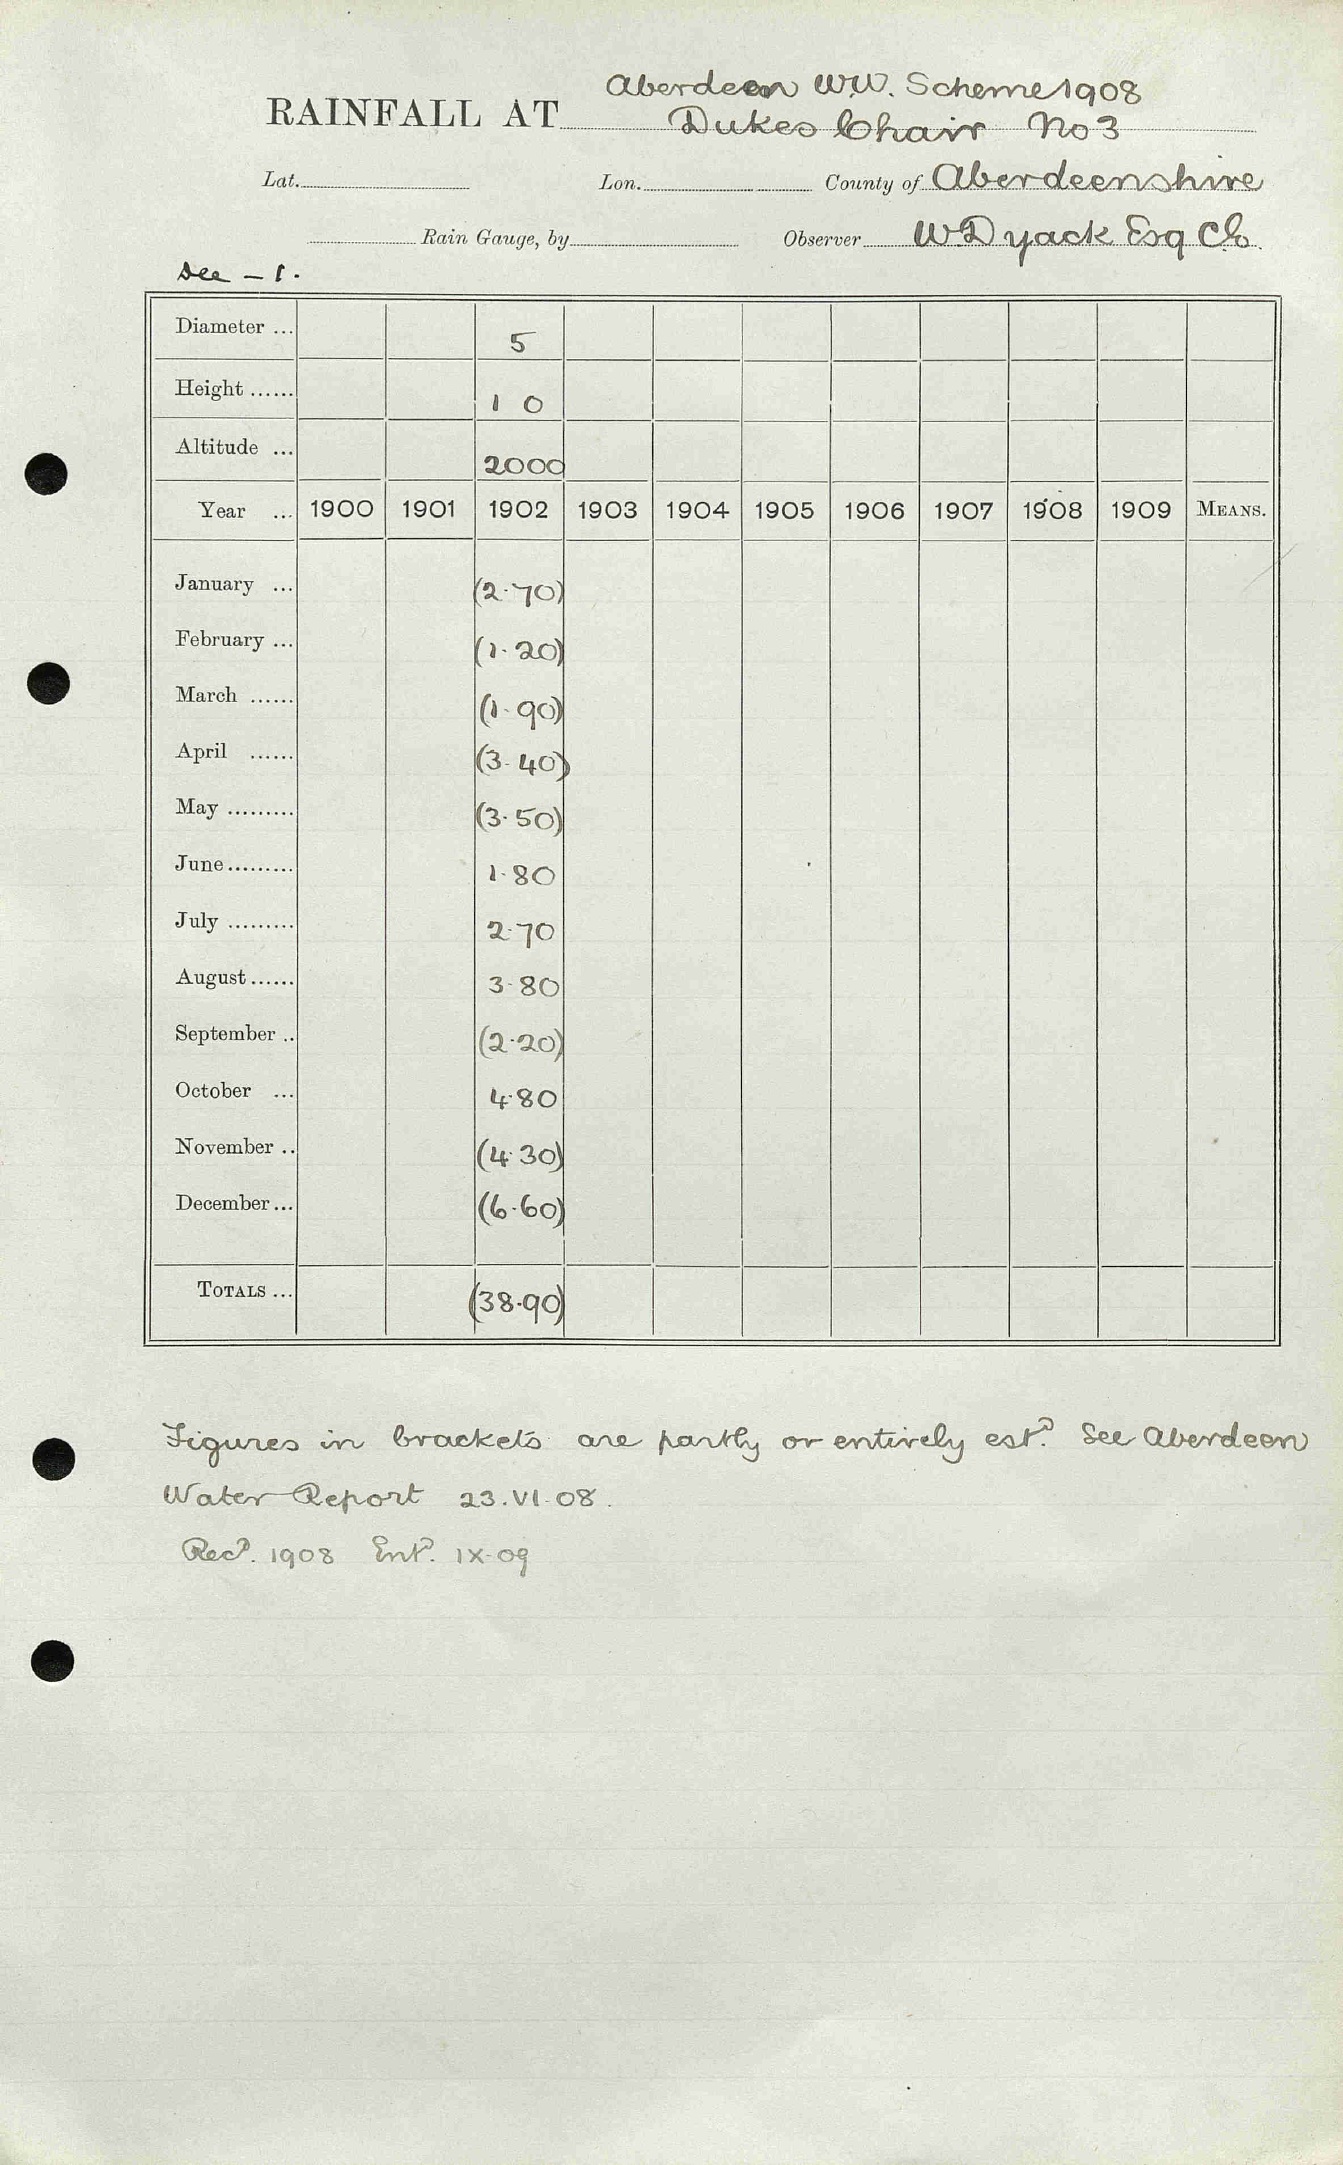 Aberdeen W.W. Scheme 1908
RAINFALL AT Dukes Chair No 3
Lat. Lon. County of Aberdeenshire
Rain Gauge, by Observer W Dyack Esq CE
Dee – 1.
Diameter ... 5
Height ...... 1 0
Altitude ... 2000
Year ... 1900 1901 1902 1903 1904 1905 1906 1907 1908 1909 MEANS.
January ... (2.70)
February ... (1.20)
March ...... (1.90)
April ...... (3.40)
May ......... (3.50)
June ......... 1.80
July ......... 2.70
August ...... 3.80
September .. (2.20)
October ... 4.80
November .. (4.30)
December ... (6.60)
TOTALS ... (38.90)
Figures in brackets are partly or entirely estd. See Aberdeen
Water Report 23.VI.08.
Recd. 1908 Entd. IX-09